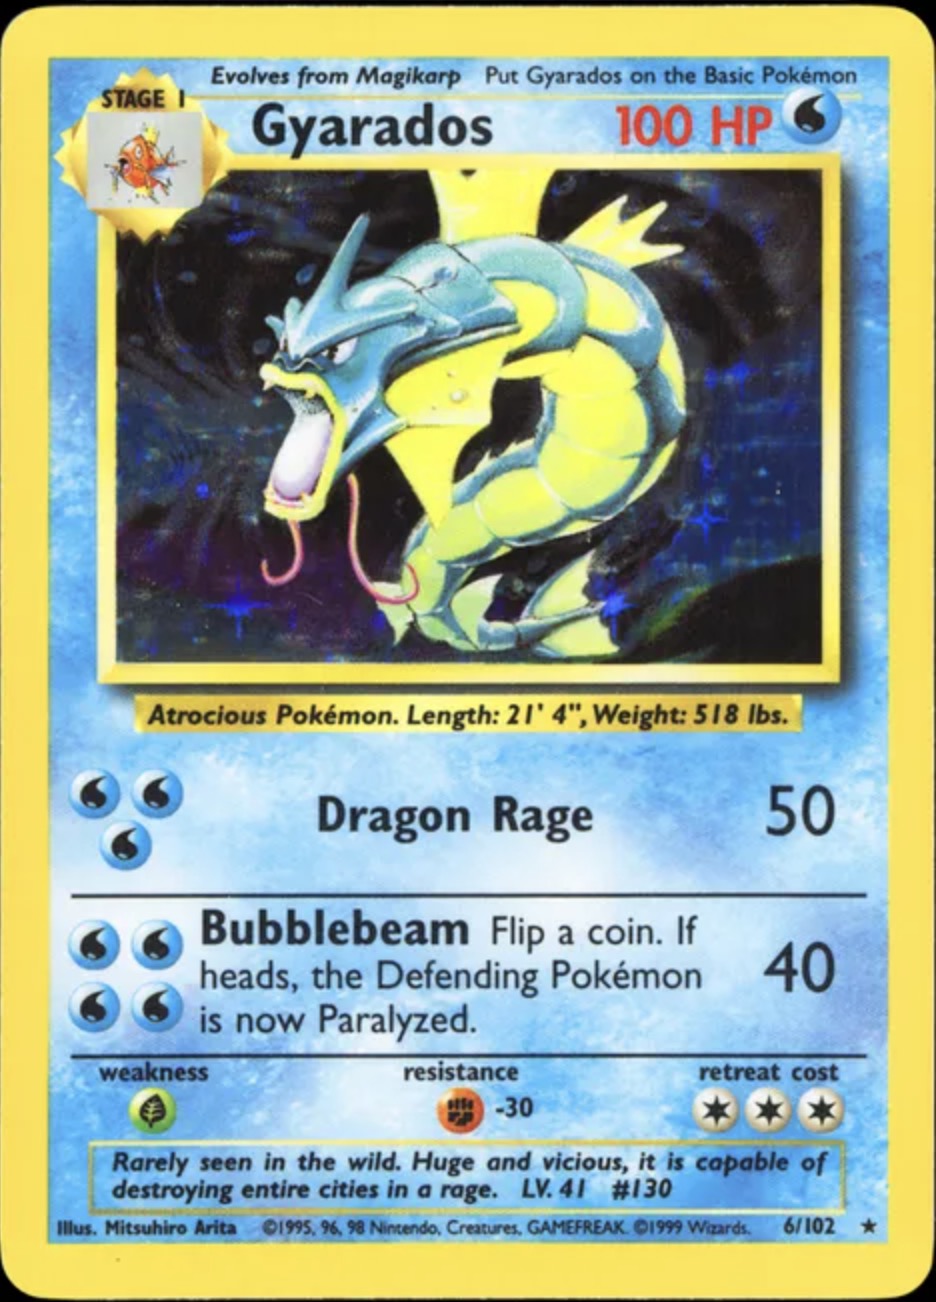 Evolves from Magikarp Put Gyarados on the Basic Pokémon
STAGE 1
Gyarados 100 HP
Atrocious Pokémon. Length: 21' 4", Weight: 518 lbs.
Dragon Rage 50
Bubblebeam Flip a coin. If
heads, the Defending Pokémon
is now Paralyzed.
40
weakness resistance retreat cost
-30
Rarely seen in the wild. Huge and vicious, it is capable of
destroying entire cities in a rage. LV. 41 #130
Illus. Mitsuhiro Arita ©1995, 96, 98 Nintendo, Creatures, GAMEFREAK. ©1999 Wizards. 6/102 ★